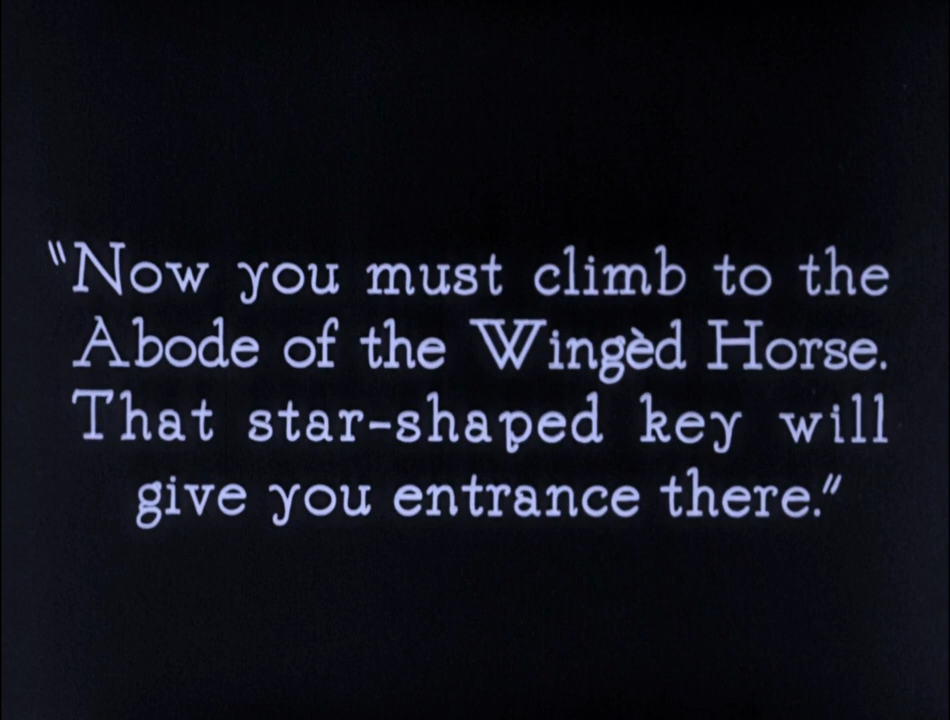 "Now you must climb to the
Abode of the Wingèd Horse.
That star-shaped key will
give you entrance there."